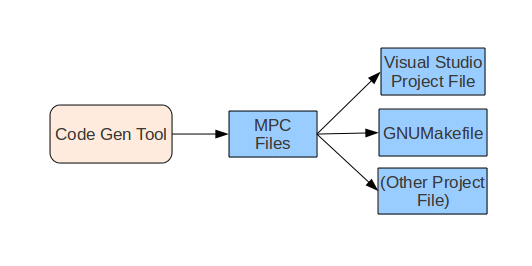 Code Gen Tool
MPC
Files
Visual Studio
Project File
GNUMakefile
(Other Project
File)